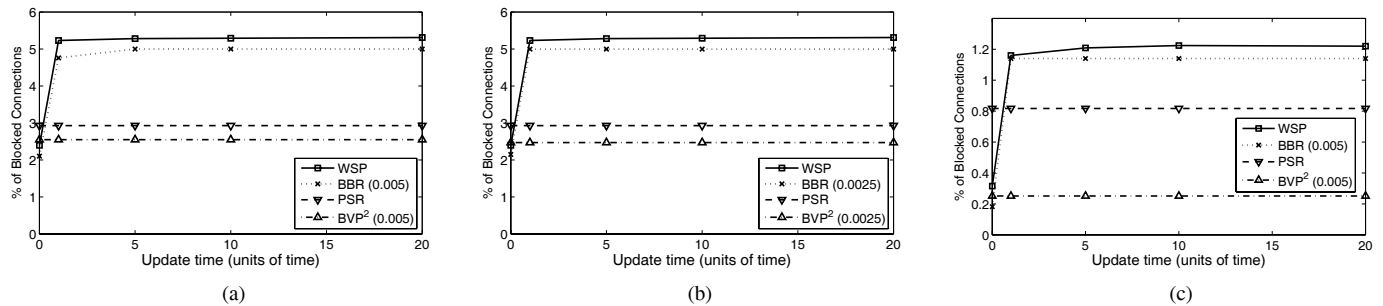 % of Blocked Connections
6
5
4
3
2
1
0
0
5
10
15
20
Update time (units of time)
WSP
BBR (0.005)
PSR
BVP² (0.005)
(a)
% of Blocked Connections
6
5
4
3
2
1
0
0
5
10
15
20
Update time (units of time)
WSP
BBR (0.0025)
PSR
BVP² (0.0025)
(b)
% of Blocked Connections
1.2
1
0.8
0.6
0.4
0.2
0
0
5
10
15
20
Update time (units of time)
WSP
BBR (0.005)
PSR
BVP² (0.005)
(c)